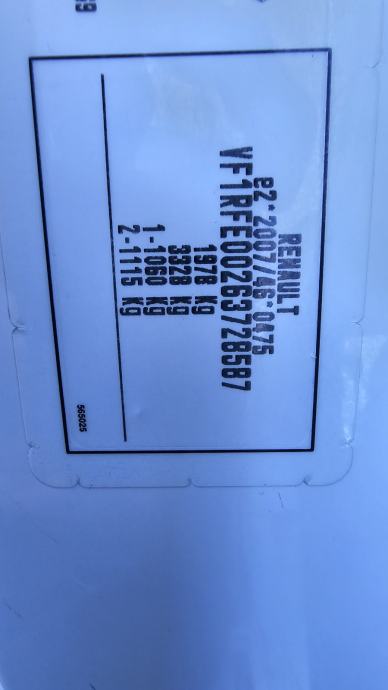 RENAULT
e2*2007/46*0475
VF1RFE00263728587
1978 Kg
3328 Kg
1-1060 Kg
2-1115 Kg
565025